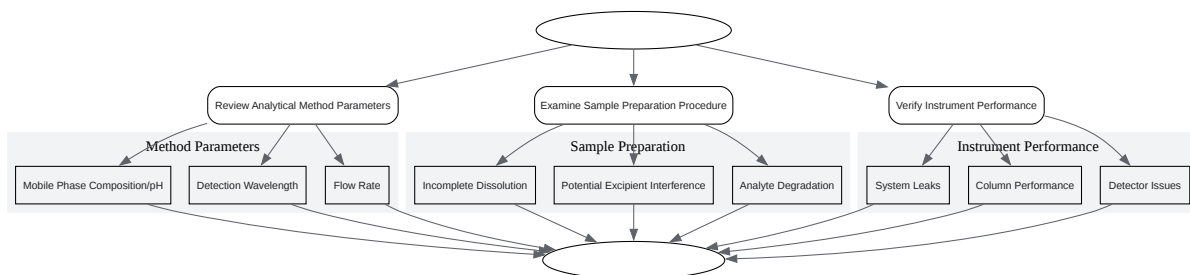 Review Analytical Method Parameters
Examine Sample Preparation Procedure
Verify Instrument Performance
Method Parameters
Sample Preparation
Instrument Performance
Mobile Phase Composition/pH
Detection Wavelength
Flow Rate
Incomplete Dissolution
Potential Excipient Interference
Analyte Degradation
System Leaks
Column Performance
Detector Issues